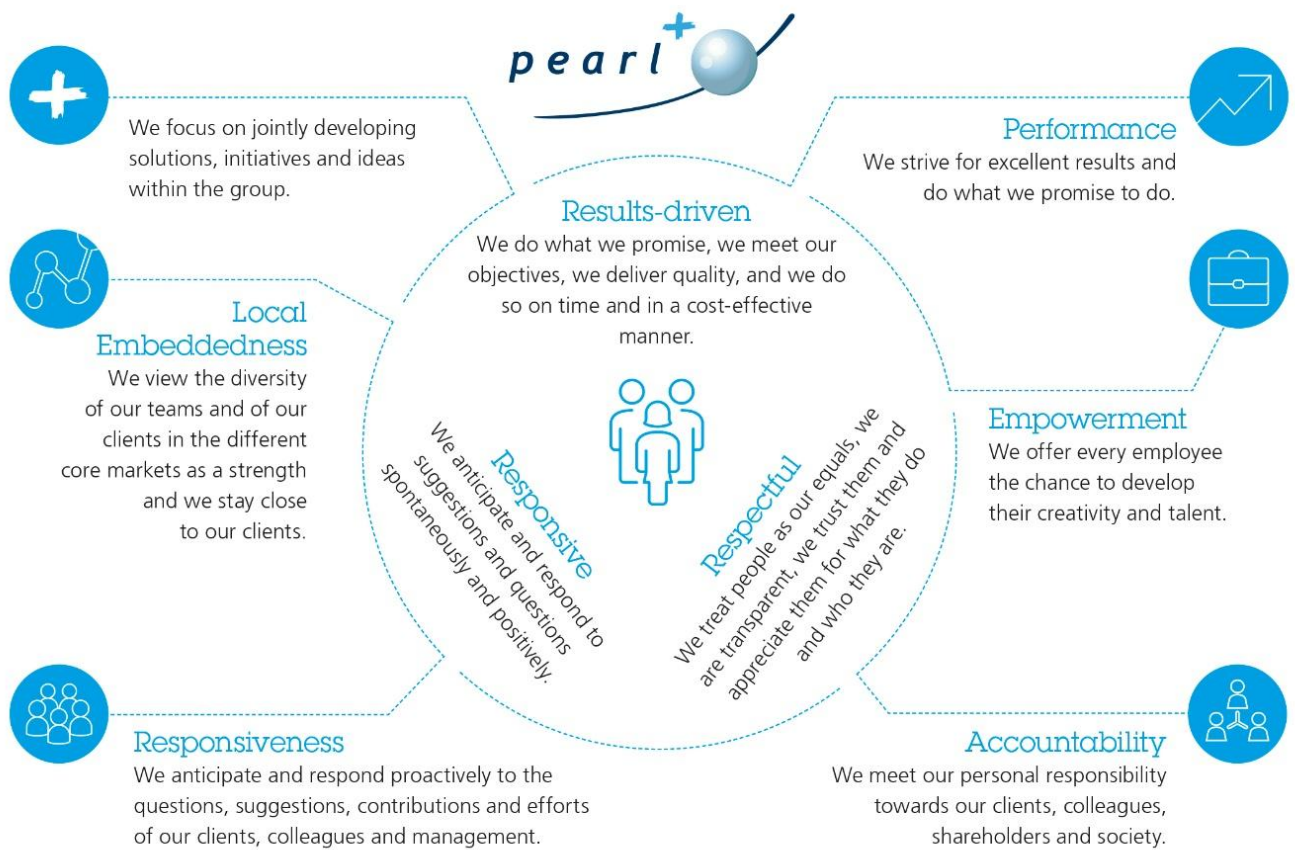 pearl+
We focus on jointly developing
solutions, initiatives and ideas
within the group.
Performance
We strive for excellent results and
do what we promise to do.
Results-driven
We do what we promise, we meet our
objectives, we deliver quality, and we do
so on time and in a cost-effective
manner.
Local
Embeddedness
We view the diversity
of our teams and of our
clients in the different
core markets as a strength
and we stay close
to our clients.
Responsive
We anticipate and respond to
suggestions and questions
spontaneously and positively.
Respectful
We treat people as our equals, we
are transparent, we trust them and
appreciate them for what they do
and who they are.
Empowerment
We offer every employee
the chance to develop
their creativity and talent.
Responsiveness
We anticipate and respond proactively to the
questions, suggestions, contributions and efforts
of our clients, colleagues and management.
Accountability
We meet our personal responsibility
towards our clients, colleagues,
shareholders and society.